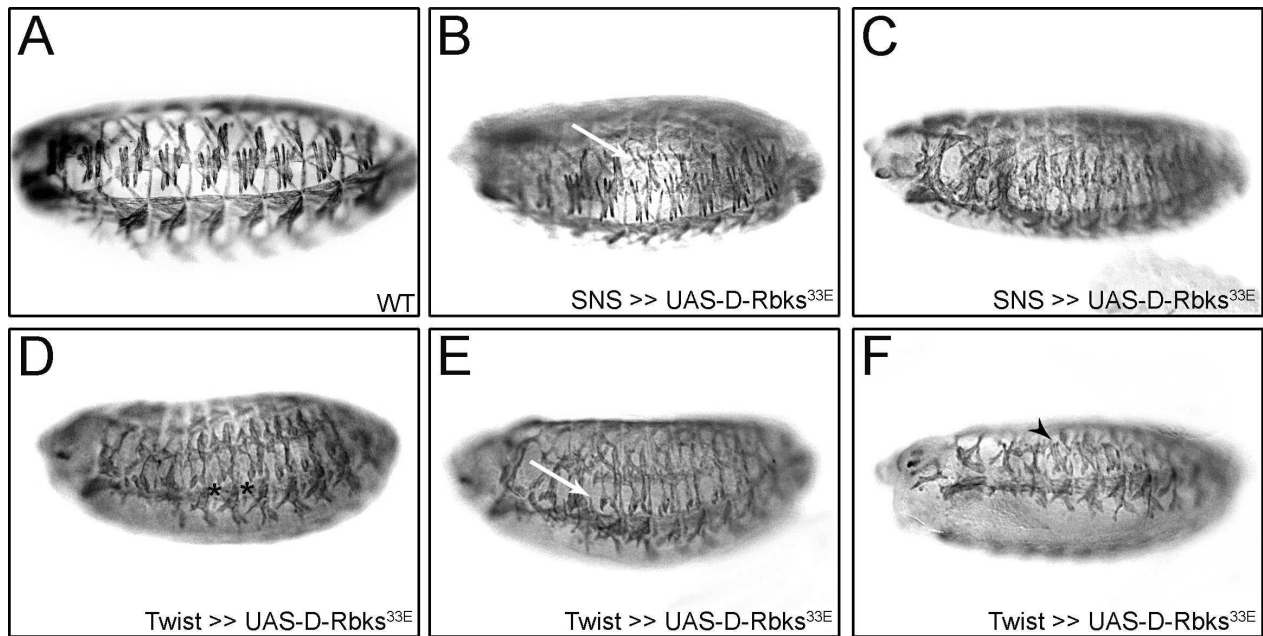 A
WT
B
SNS >> UAS-D-Rbks³³ᴱ
C
SNS >> UAS-D-Rbks³³ᴱ
D
* *
Twist >> UAS-D-Rbks³³ᴱ
E
Twist >> UAS-D-Rbks³³ᴱ
F
Twist >> UAS-D-Rbks³³ᴱ